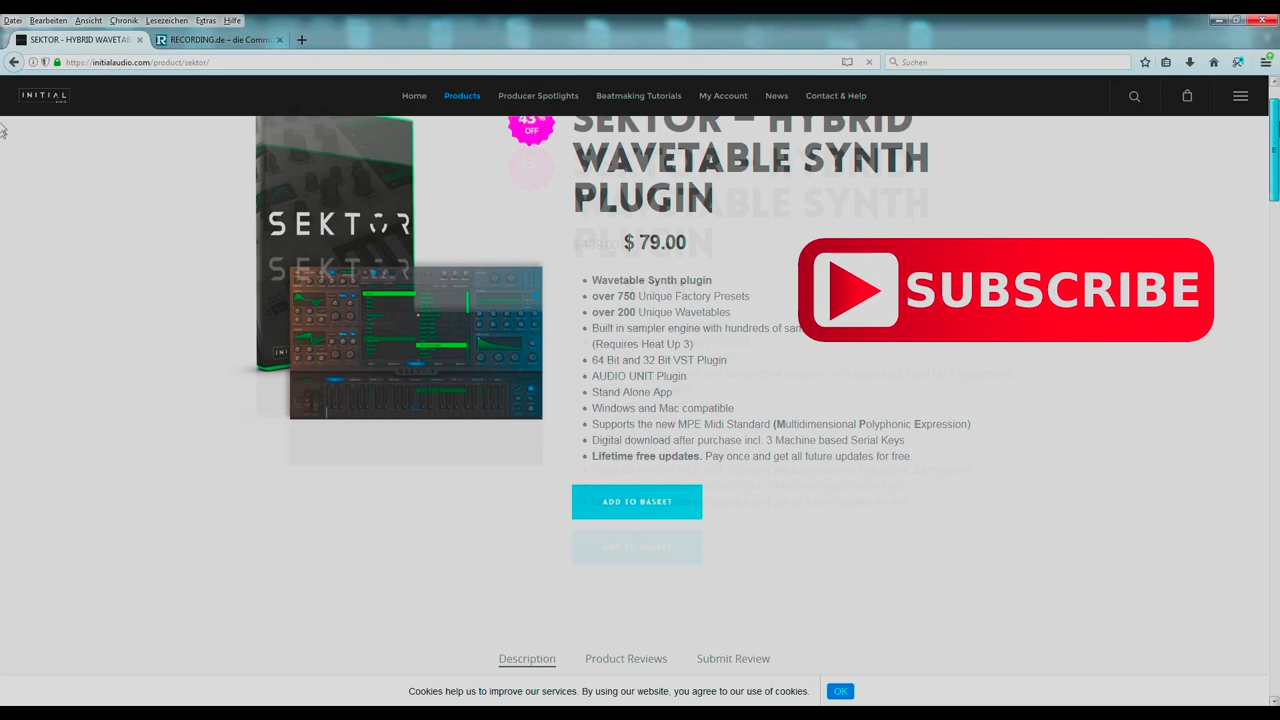 Datei Bearbeiten Ansicht Chronik Lesezeichen Extras Hilfe
SEKTOR - HYBRID WAVETAB
RECORDING.de – die Comm
https://initialaudio.com/product/sektor/
Suchen
INITIAL
Home Products Producer Spotlights Beatmaking Tutorials My Account News Contact & Help
43%
OFF
SEKTOR – HYBRID
WAVETABLE SYNTH
PLUGIN
SEKTOR
$ 79.00
SUBSCRIBE
• Wavetable Synth plugin
• over 750 Unique Factory Presets
• over 200 Unique Wavetables
• Built in sampler engine with hundreds of
(Requires Heat Up 3)
• 64 Bit and 32 Bit VST Plugin
• AUDIO UNIT Plugin
• Stand Alone App
• Windows and Mac compatible
• Supports the new MPE Midi Standard (Multidimensional Polyphonic Expression)
• Digital download after purchase incl. 3 Machine based Serial Keys
• Lifetime free updates. Pay once and get all future updates for free.
ADD TO BASKET
Description Product Reviews Submit Review
Cookies help us to improve our services. By using our website, you agree to our use of cookies.
OK